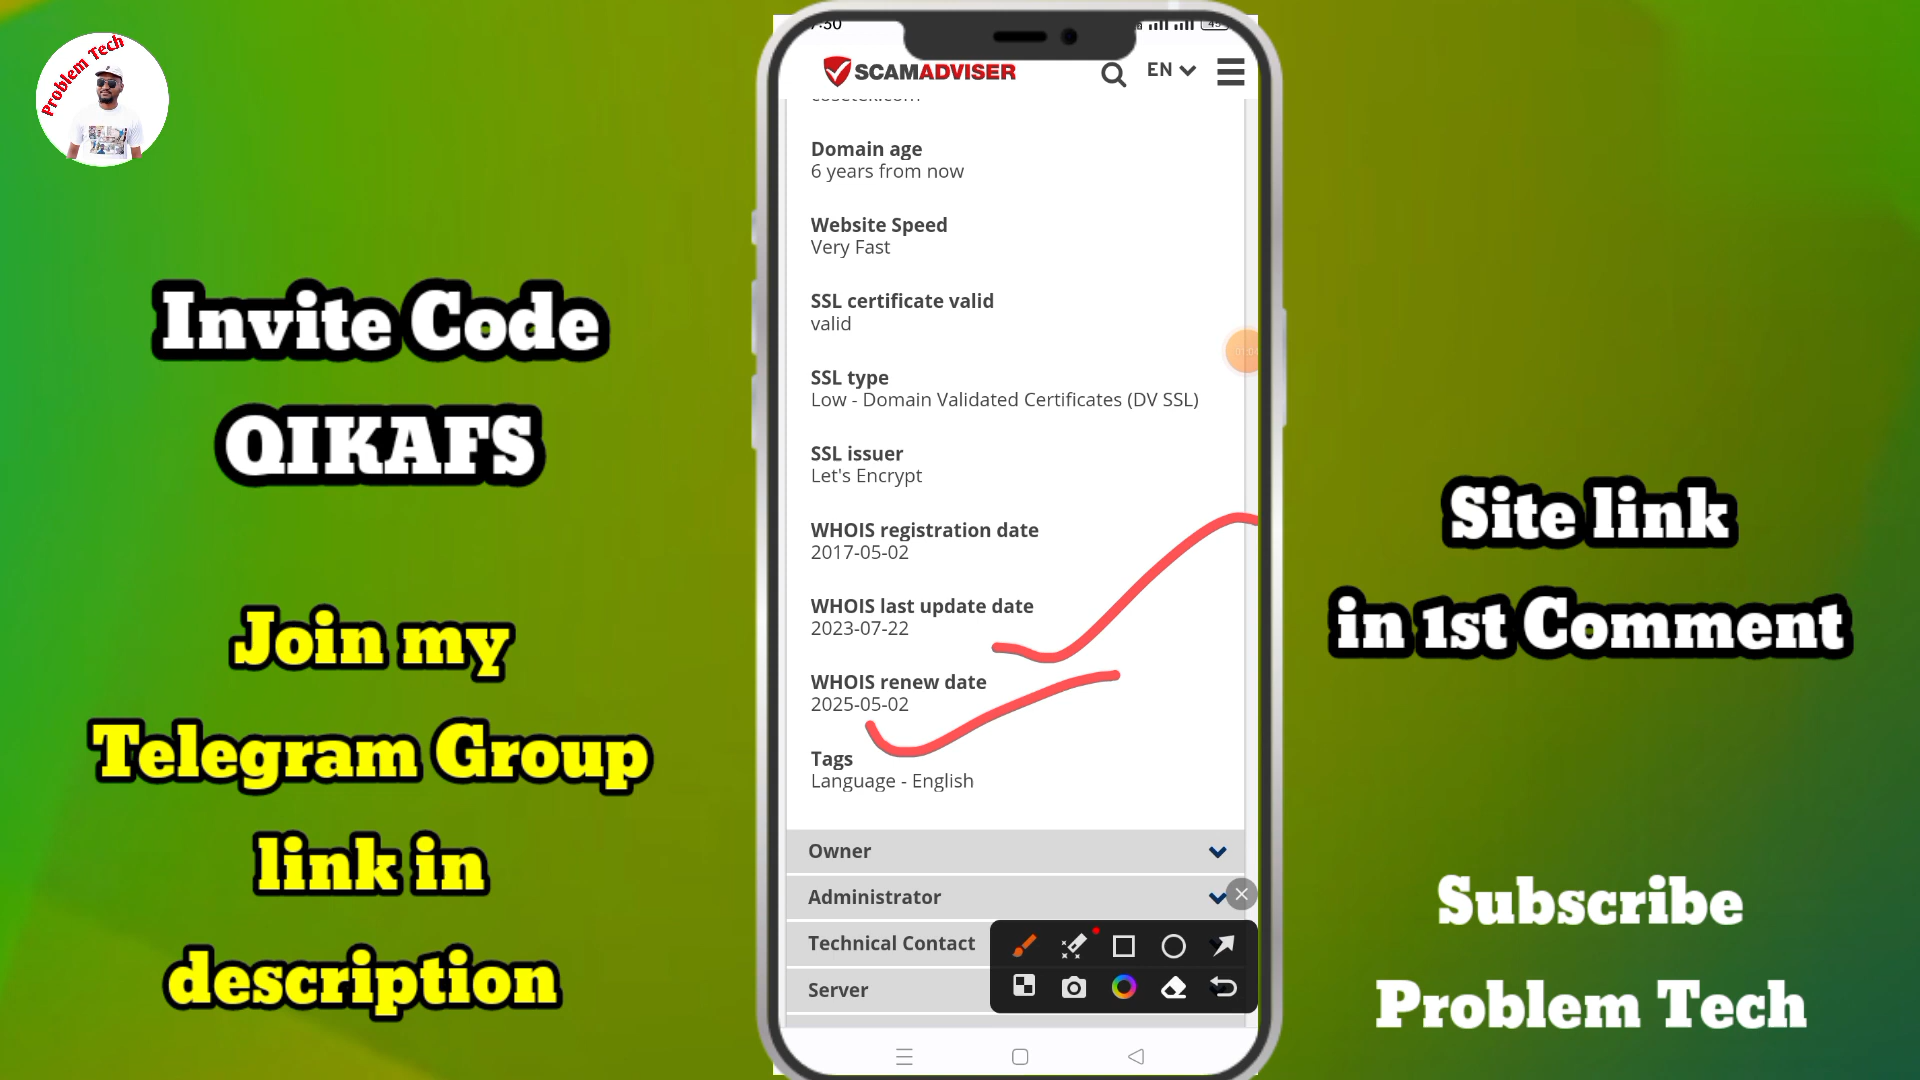 Problem Tech
Invite Code
QIKAFS
Join my
Telegram Group
link in
description
SCAMADVISER
EN
Domain age
6 years from now
Website Speed
Very Fast
SSL certificate valid
valid
SSL type
Low - Domain Validated Certificates (DV SSL)
SSL issuer
Let's Encrypt
WHOIS registration date
2017-05-02
WHOIS last update date
2023-07-22
WHOIS renew date
2025-05-02
Tags
Language - English
Owner
Administrator
Technical Contact
Server
Site link
in 1st Comment
Subscribe
Problem Tech